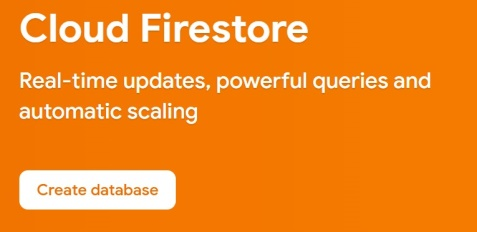 Cloud Firestore
Real-time updates, powerful queries and
automatic scaling
Create database